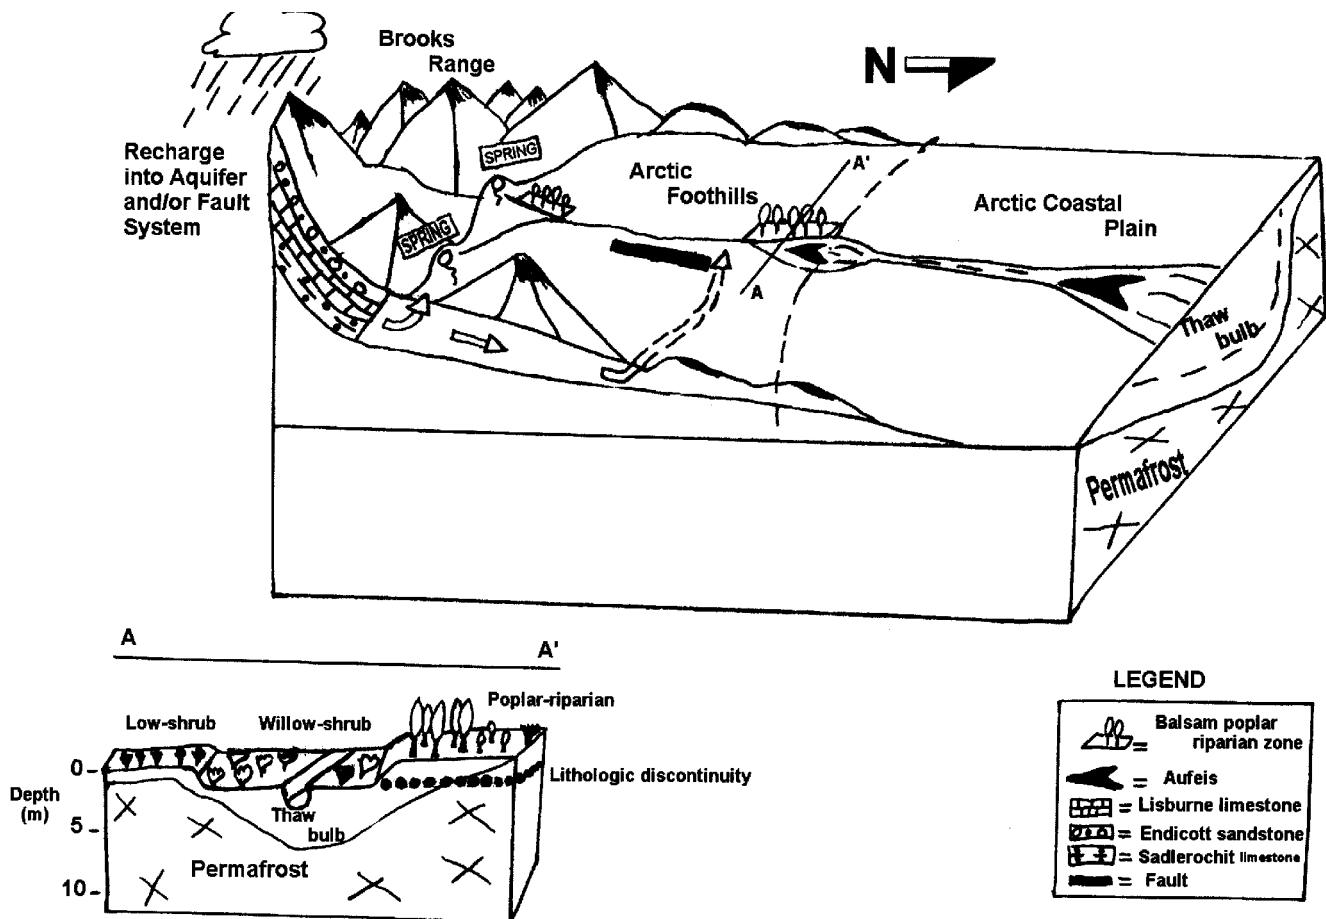 Brooks
Range
N
Recharge
into Aquifer
and/or Fault
System
SPRING
SPRING
Arctic
Foothills
A'
A
Arctic Coastal
Plain
Thaw
bulb
Permafrost
A
A'
Low-shrub
Willow-shrub
Poplar-riparian
0
Depth
(m)
5
10
Thaw
bulb
Permafrost
Lithologic discontinuity
LEGEND
= Balsam poplar
riparian zone
= Aufeis
= Lisburne limestone
= Endicott sandstone
= Sadlerochit limestone
= Fault